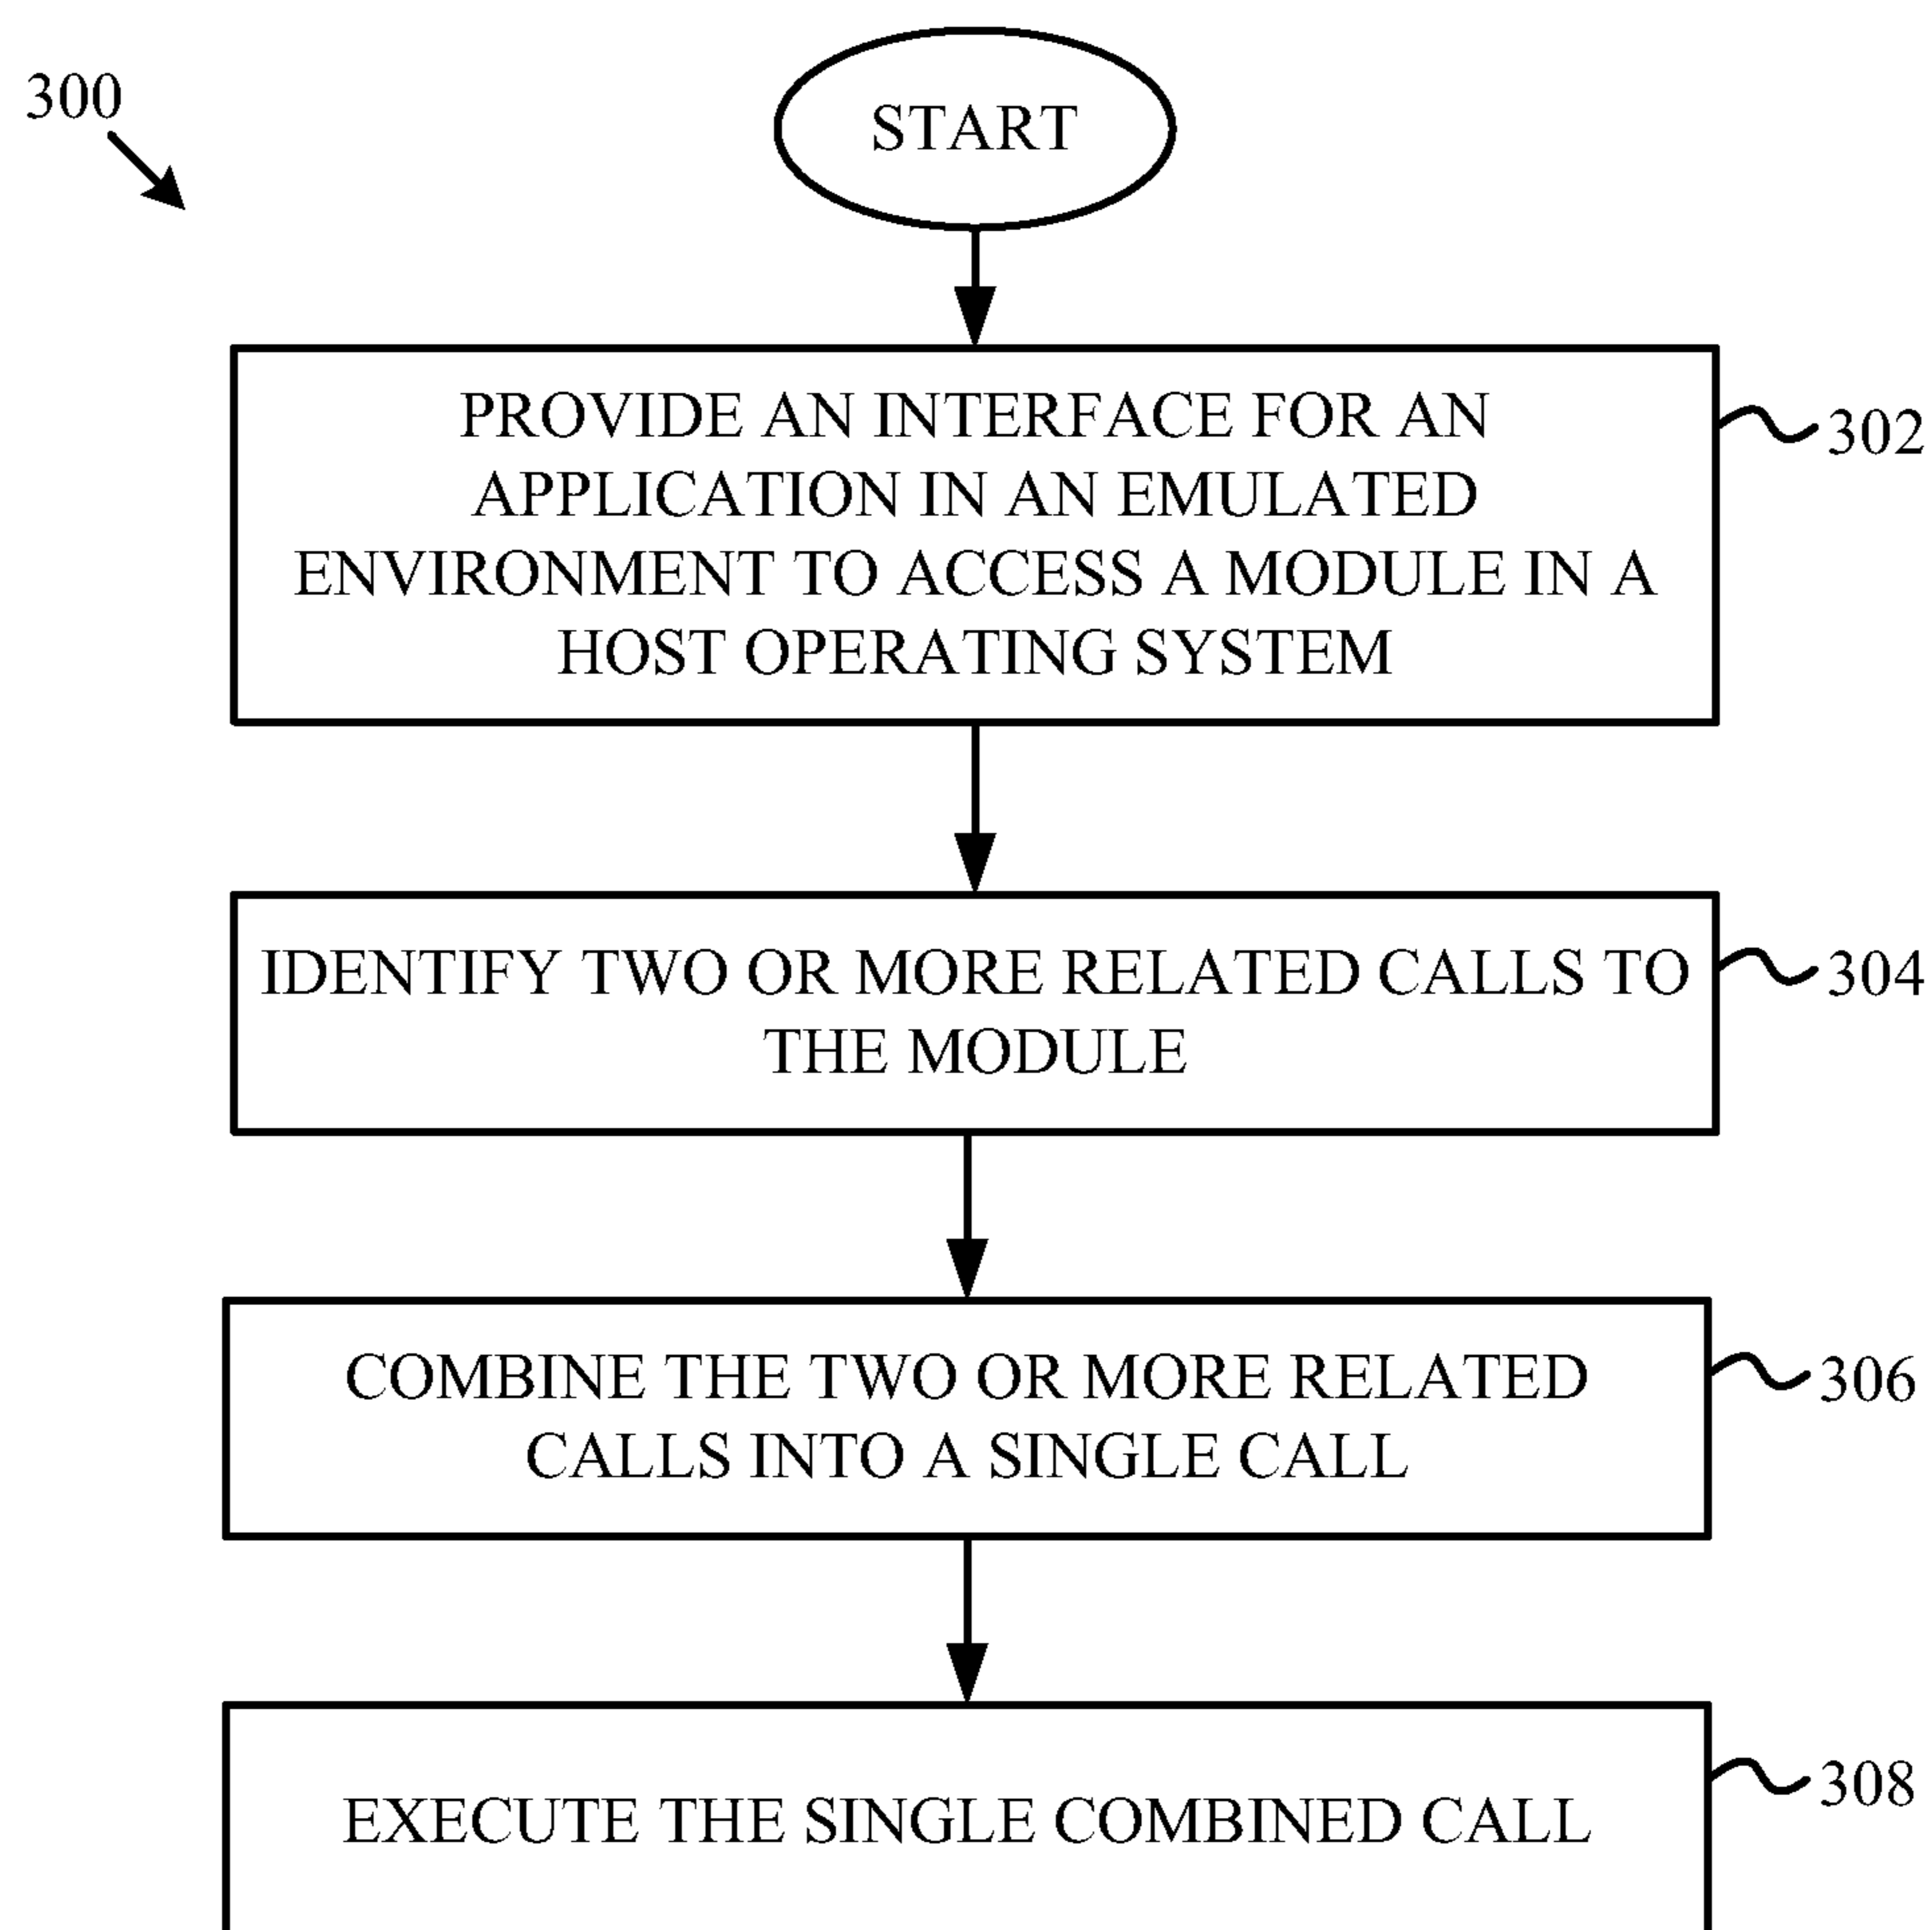 300
START
PROVIDE AN INTERFACE FOR AN
APPLICATION IN AN EMULATED
ENVIRONMENT TO ACCESS A MODULE IN A
HOST OPERATING SYSTEM
302
IDENTIFY TWO OR MORE RELATED CALLS TO
THE MODULE
304
COMBINE THE TWO OR MORE RELATED
CALLS INTO A SINGLE CALL
306
EXECUTE THE SINGLE COMBINED CALL
308